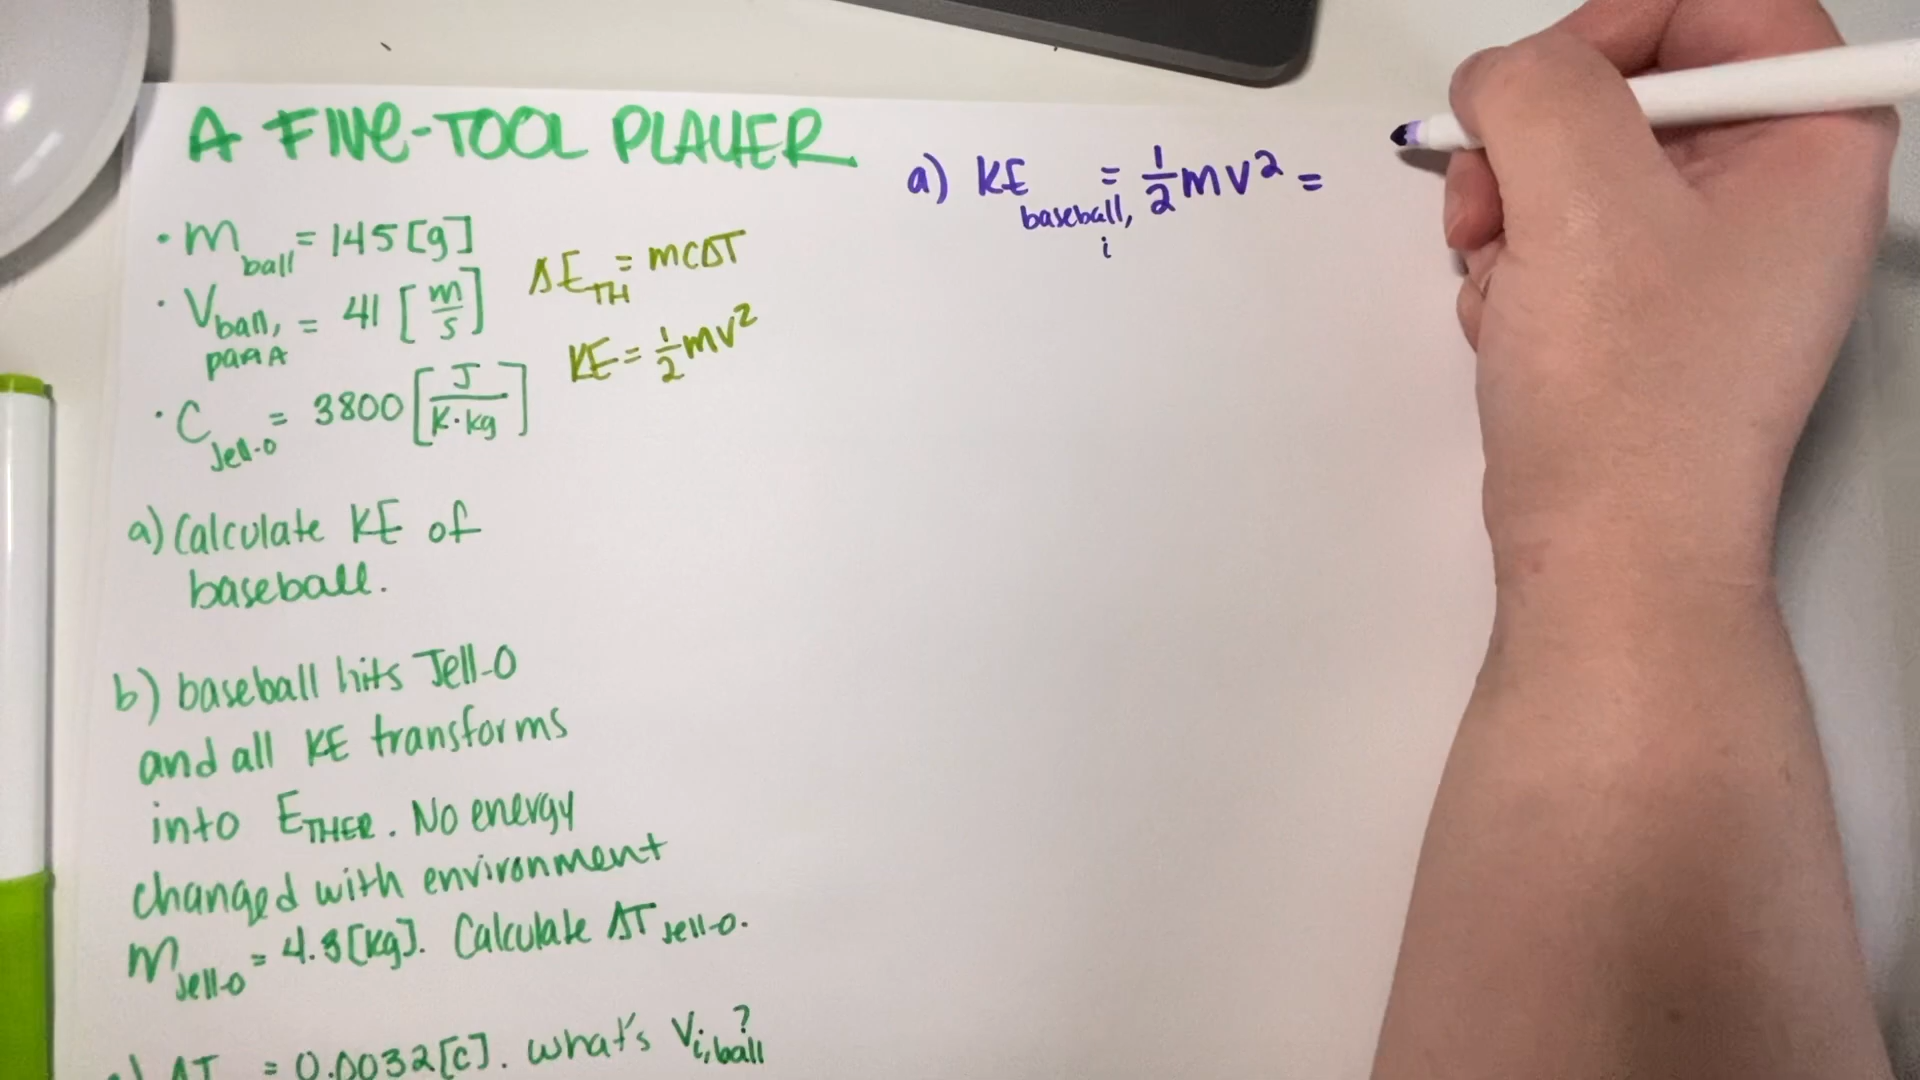 A FIVE-TOOL PLAYER
• m ball = 145 [g]
• V ball, part A = 41 [m/s]
• C Jell-O = 3800 [J/K·kg]
ΔE TH = mcΔT
KE = 1/2 mv²
a) Calculate KE of
baseball.
b) baseball hits Jell-O
and all KE transforms
into E THER. No energy
changed with environment
m Jell-O = 4.3 [kg]. Calculate ΔT Jell-O.
ΔT = 0.0032 [C]. what's V i, ball?
a) KE baseball, i = 1/2 mv² =